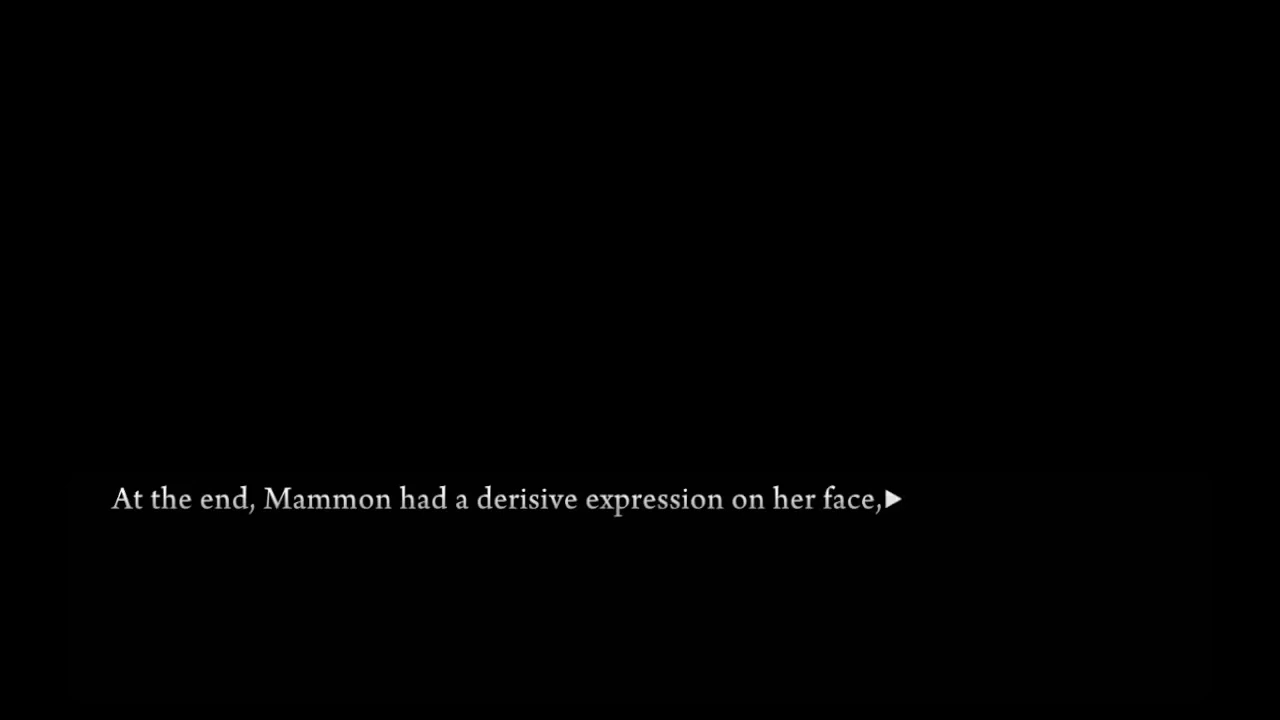 At the end, Mammon had a derisive expression on her face,